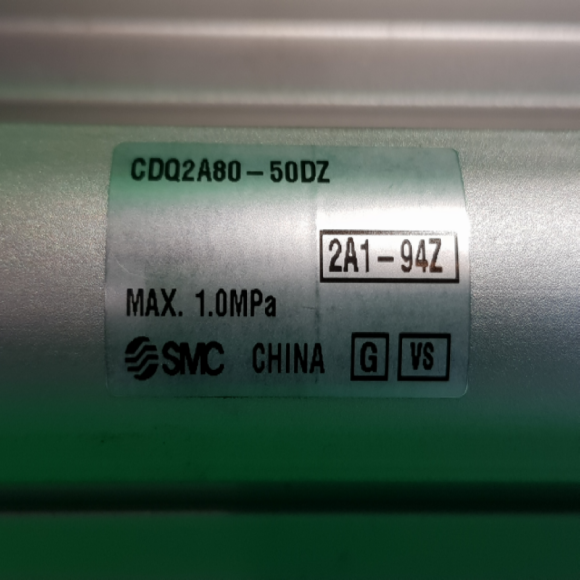 CDQ2A80-50DZ
2A1-94Z
MAX. 1.0MPa
SMC CHINA G VS